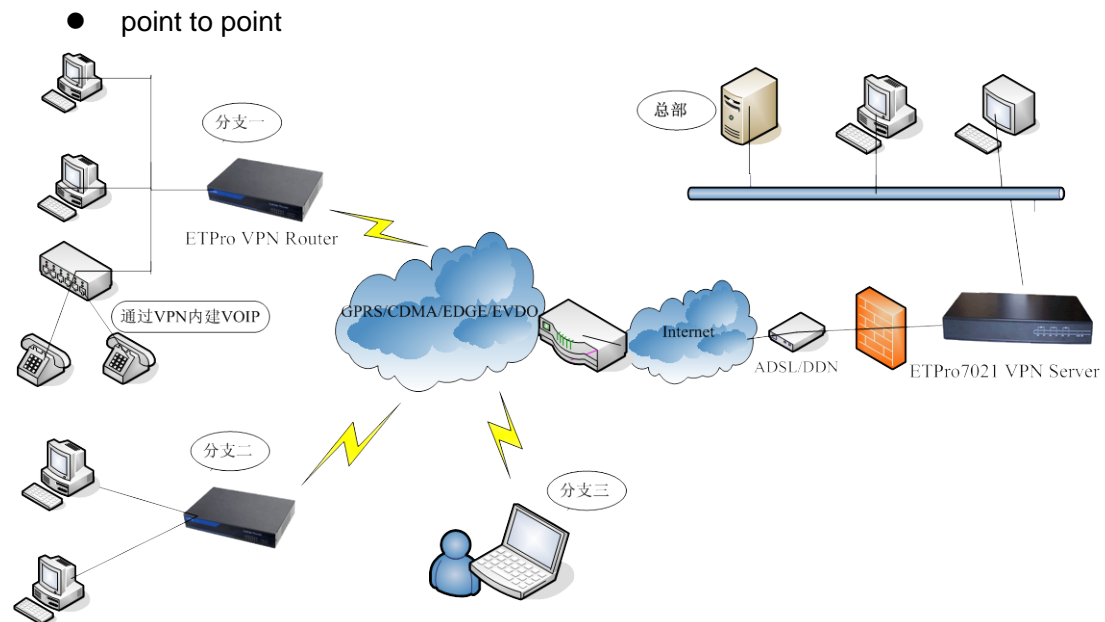 ● point to point
分支一
总部
ETPro VPN Router
通过VPN内建VOIP
GPRS/CDMA/EDGE/EVDO
Internet
ADSL/DDN
ETPro7021 VPN Server
分支二
分支三